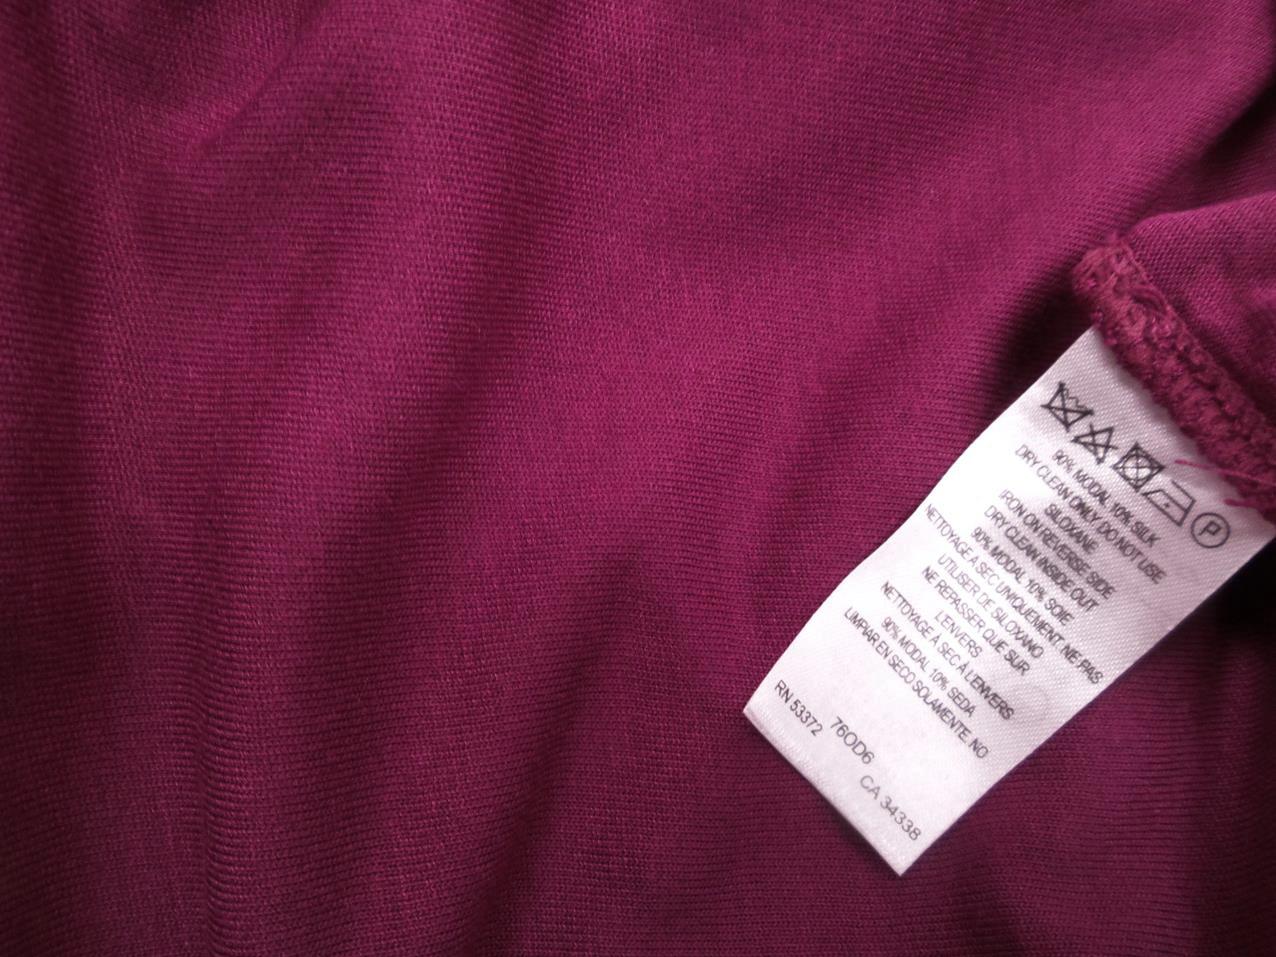 P
90% MODAL 10% SILK
DRY CLEAN ONLY. DO NOT USE
SILOXANE
IRON ON REVERSE SIDE
DRY CLEAN INSIDE OUT
90% MODAL 10% SOIE
NETTOYAGE A SEC UNIQUEMENT. NE PAS
UTILISER DE SILOXANO
NE REPASSER QUE SUR
L'ENVERS
NETTOYAGE À SEC À L'ENVERS
90% MODAL 10% SEDA
LIMPIAR EN SECO SOLAMENTE. NO
76OD6
RN 53372 CA 34338